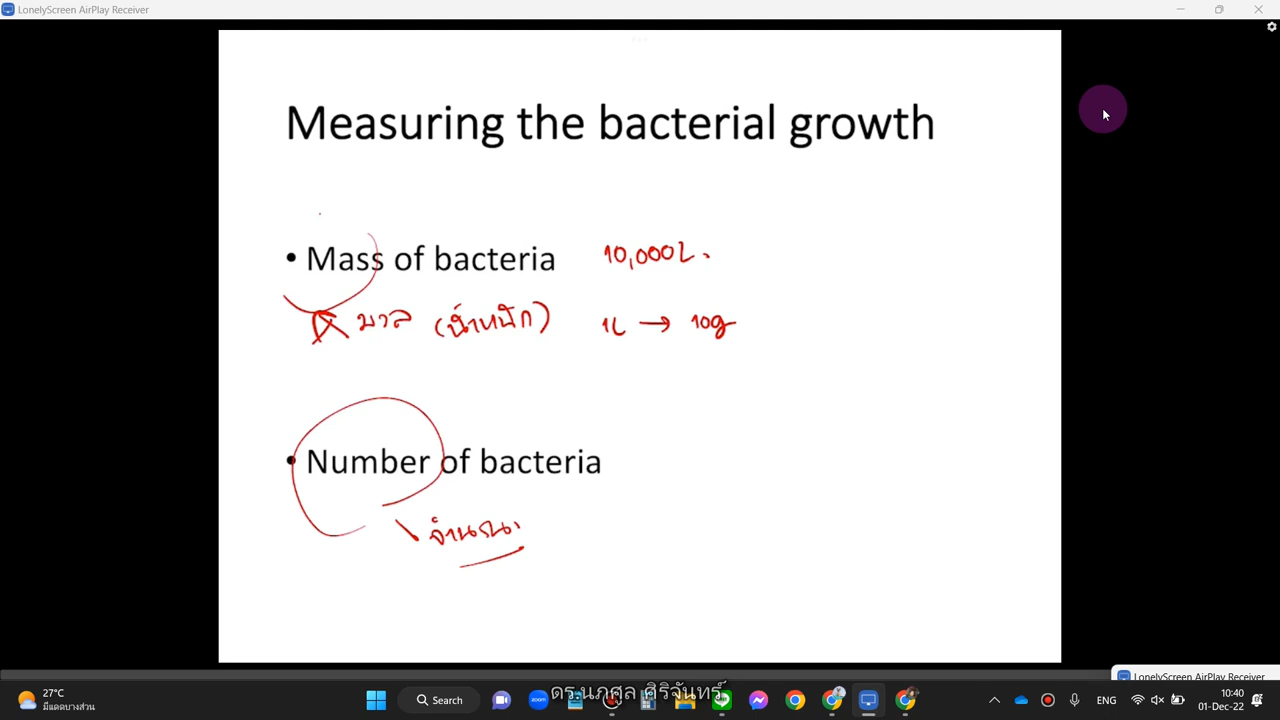 LonelyScreen AirPlay Receiver
Measuring the bacterial growth
• Mass of bacteria
10,000L.
มวล (น้ำหนัก)
1L → 10g
• Number of bacteria
จำนวน.
LonelyScreen AirPlay Receiver
27°C
มีแดดบางส่วน
Search
ดร.นภศูล ศิริจันทร์
ENG
10:40
01-Dec-22